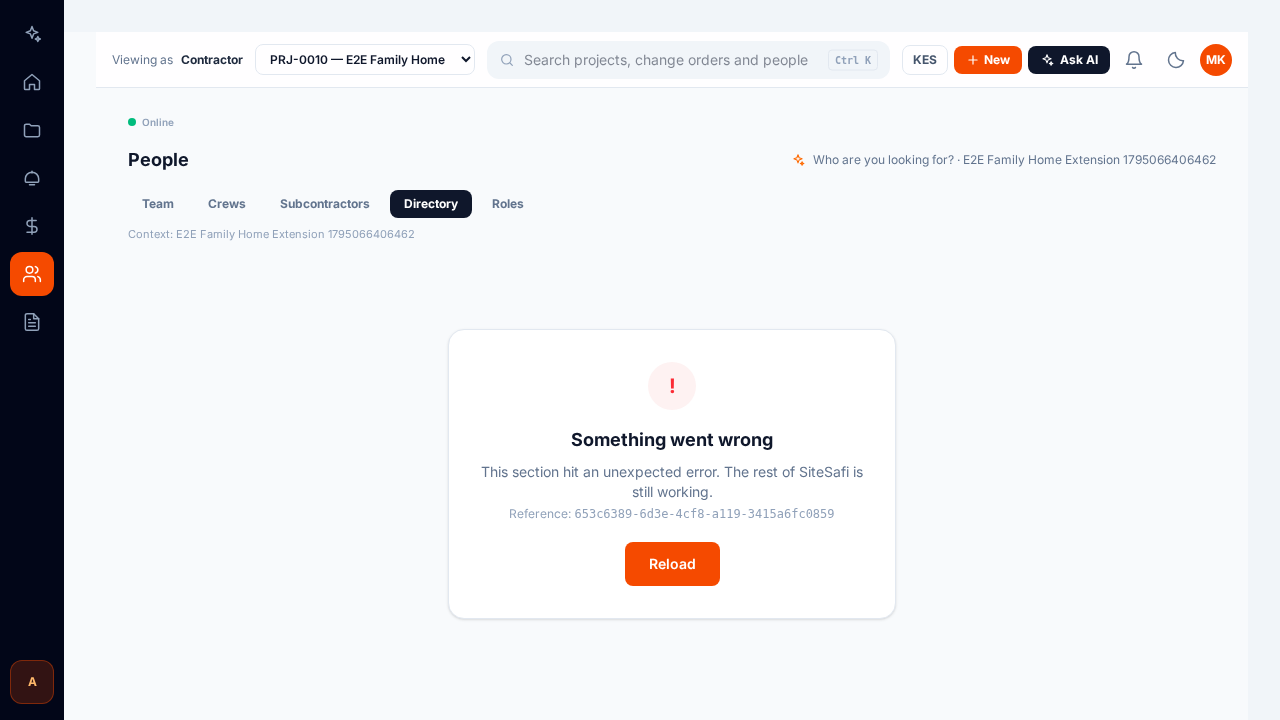 Viewing as Contractor PRJ-0010 — E2E Family Home Search projects, change orders and people Ctrl K KES New Ask AI MK
Online
People
Who are you looking for? · E2E Family Home Extension 1795066406462
Team Crews Subcontractors Directory Roles
Context: E2E Family Home Extension 1795066406462
!
Something went wrong
This section hit an unexpected error. The rest of SiteSafi is
still working.
Reference: 653c6389-6d3e-4cf8-a119-3415a6fc0859
Reload
A